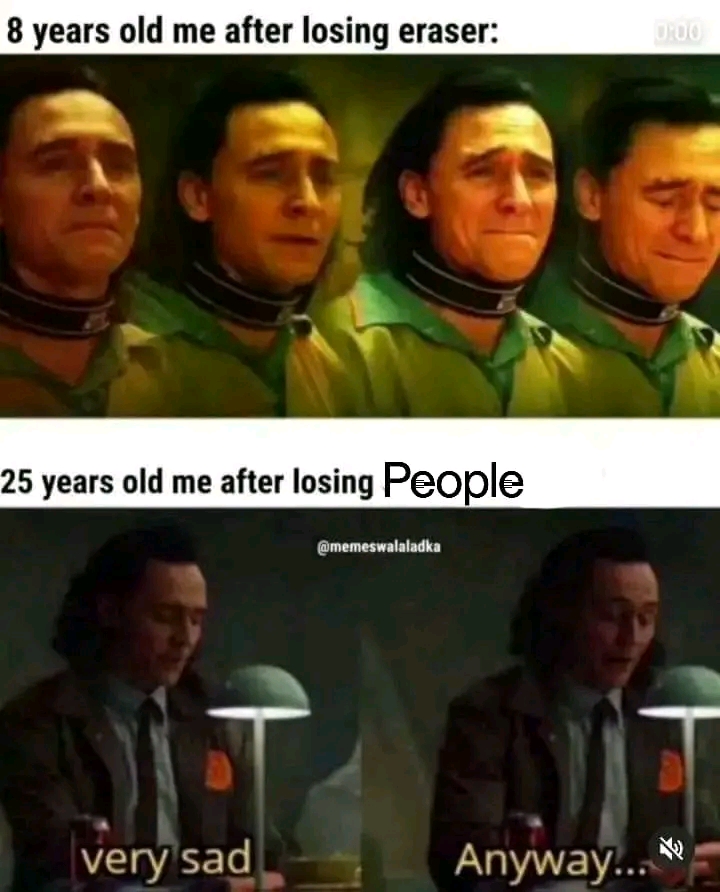 8 years old me after losing eraser:
0:00
25 years old me after losing People
@memeswalaladka
very sad
Anyway...